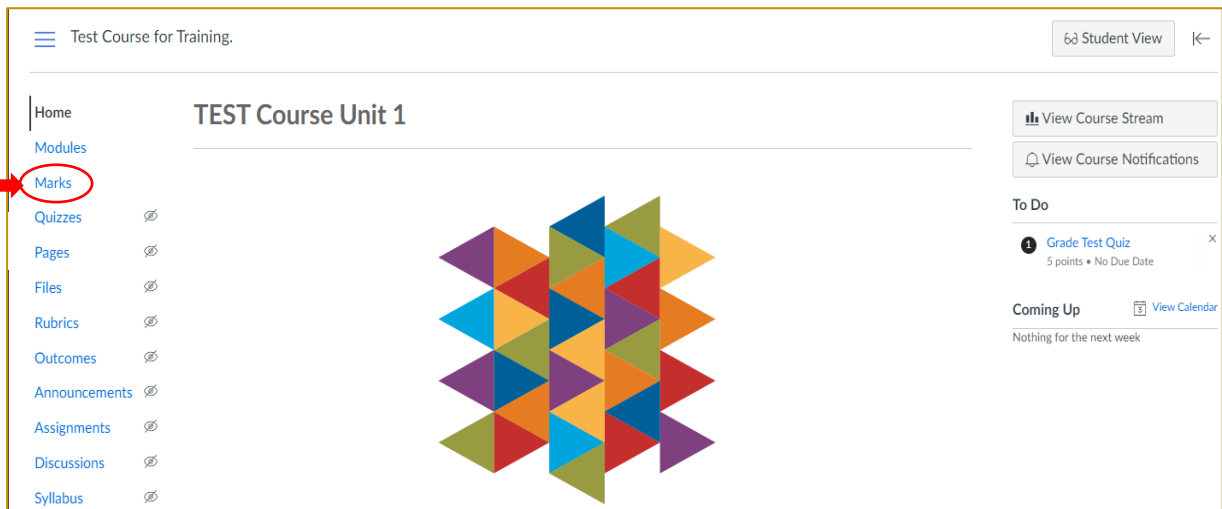 Test Course for Training.
Student View
Home
Modules
Marks
Quizzes
Pages
Files
Rubrics
Outcomes
Announcements
Assignments
Discussions
Syllabus
TEST Course Unit 1
View Course Stream
View Course Notifications
To Do
1 Grade Test Quiz
5 points • No Due Date
Coming Up 3 View Calendar
Nothing for the next week